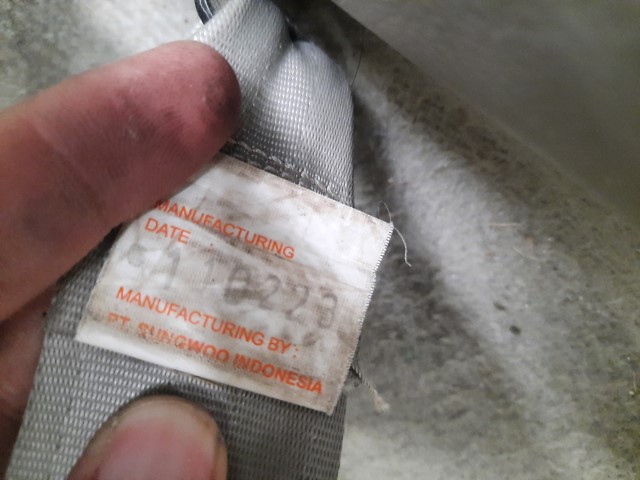 MANUFACTURING
DATE :
MANUFACTURING BY :
PT. SUNGWOO INDONESIA